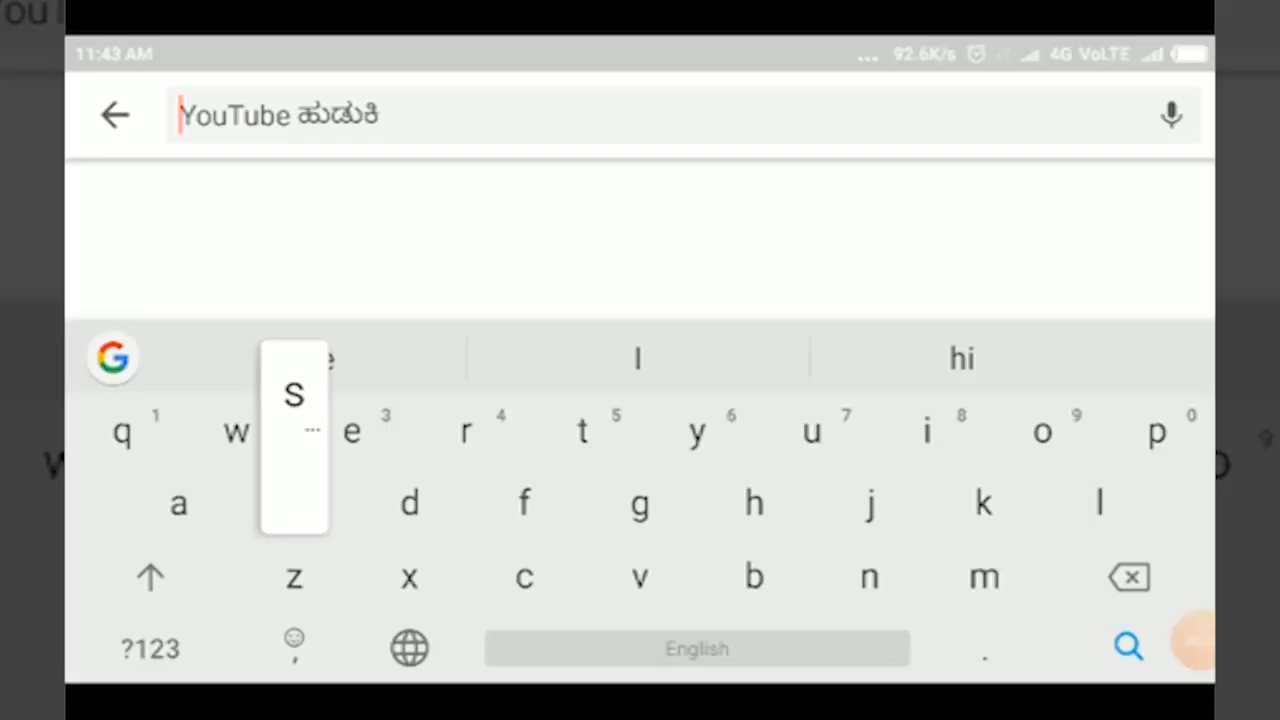 11:43 AM ... 92.6K/s 4G VoLTE
YouTube ಹುಡುಕಿ
I hi
q 1 w e 3 r 4 t 5 y 6 u 7 i 8 o 9 p 0
S
a d f g h j k l
z x c v b n m
?123 , English .